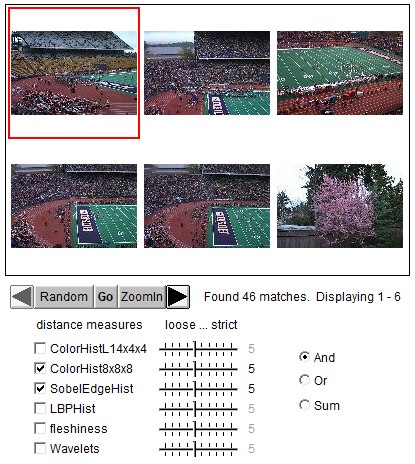 Random Go ZoomIn Found 46 matches. Displaying 1 - 6
distance measures loose ... strict
ColorHistL14x4x4 5
ColorHist8x8x8 5 And
SobelEdgeHist 5 Or
LBPHist 5 Sum
fleshiness 5
Wavelets 5